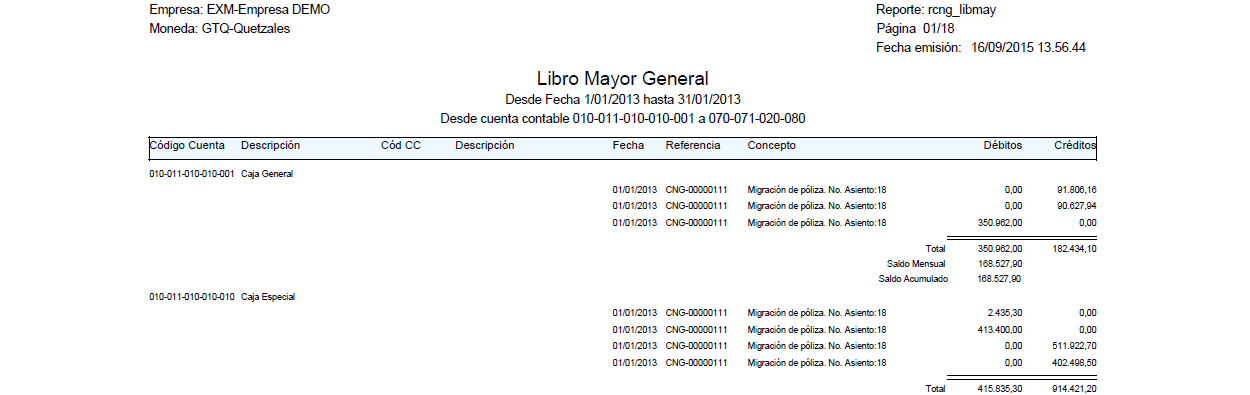 Empresa: EXM-Empresa DEMO Reporte: rcng_libmay
Moneda: GTQ-Quetzales Página 01/18
Fecha emisión: 16/09/2015 13.56.44
Libro Mayor General
Desde Fecha 1/01/2013 hasta 31/01/2013
Desde cuenta contable 010-011-010-010-001 a 070-071-020-080
Código Cuenta Descripción Cód CC Descripción Fecha Referencia Concepto Débitos Créditos
010-011-010-010-001 Caja General
01/01/2013 CNG-00000111 Migración de póliza. No. Asiento:18 0,00 91.806,16
01/01/2013 CNG-00000111 Migración de póliza. No. Asiento:18 0,00 90.627,94
01/01/2013 CNG-00000111 Migración de póliza. No. Asiento:18 350.962,00 0,00
Total 350.962,00 182.434,10
Saldo Mensual 168.527,90
Saldo Acumulado 168.527,90
010-011-010-010-010 Caja Especial
01/01/2013 CNG-00000111 Migración de póliza. No. Asiento:18 2.435,30 0,00
01/01/2013 CNG-00000111 Migración de póliza. No. Asiento:18 413.400,00 0,00
01/01/2013 CNG-00000111 Migración de póliza. No. Asiento:18 0,00 511.922,70
01/01/2013 CNG-00000111 Migración de póliza. No. Asiento:18 0,00 402.498,50
Total 415.835,30 914.421,20